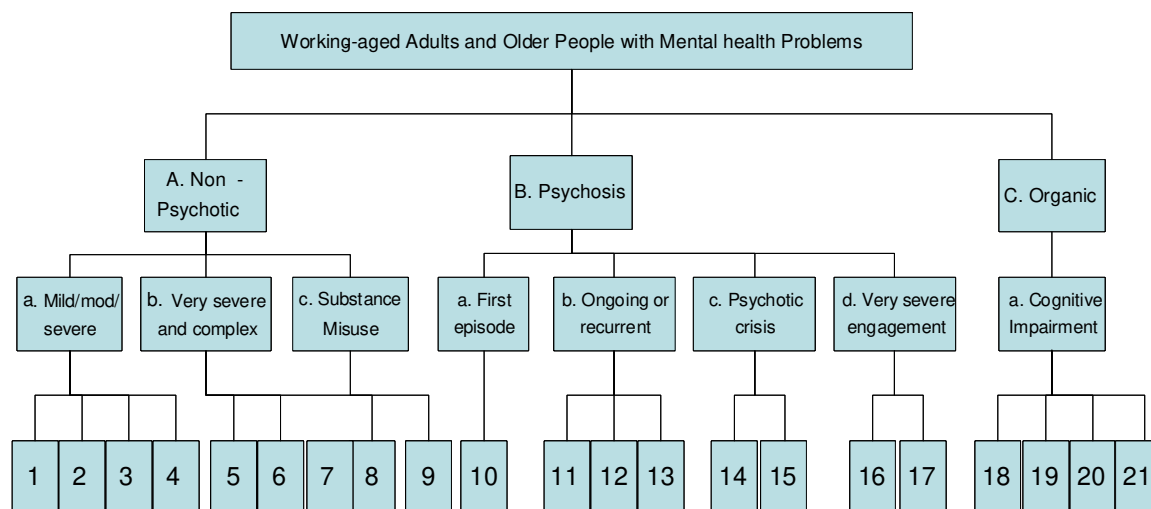 Working-aged Adults and Older People with Mental health Problems
A. Non -
Psychotic
B. Psychosis
C. Organic
a. Mild/mod/
severe
b. Very severe
and complex
c. Substance
Misuse
a. First
episode
b. Ongoing or
recurrent
c. Psychotic
crisis
d. Very severe
engagement
a. Cognitive
Impairment
1 2 3 4 5 6 7 8 9 10 11 12 13 14 15 16 17 18 19 20 21